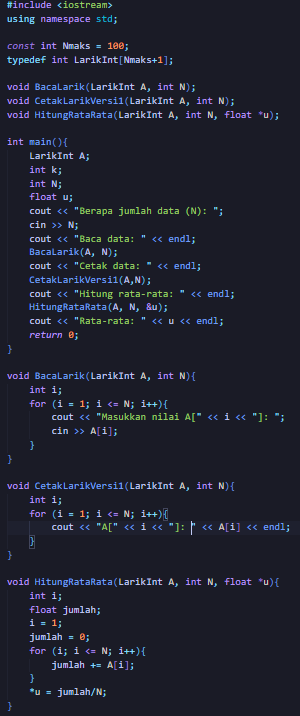 #include <iostream>
using namespace std;

const int Nmaks = 100;
typedef int LarikInt[Nmaks+1];

void BacaLarik(LarikInt A, int N);
void CetakLarikVersi1(LarikInt A, int N);
void HitungRataRata(LarikInt A, int N, float *u);

int main(){
    LarikInt A;
    int k;
    int N;
    float u;
    cout << "Berapa jumlah data (N): ";
    cin >> N;
    cout << "Baca data: " << endl;
    BacaLarik(A, N);
    cout << "Cetak data: " << endl;
    CetakLarikVersi1(A,N);
    cout << "Hitung rata-rata: " << endl;
    HitungRataRata(A, N, &u);
    cout << "Rata-rata: " << u << endl;
    return 0;
}

void BacaLarik(LarikInt A, int N){
    int i;
    for (i = 1; i <= N; i++){
        cout << "Masukkan nilai A[" << i << "]: ";
        cin >> A[i];
    }
}

void CetakLarikVersi1(LarikInt A, int N){
    int i;
    for (i = 1; i <= N; i++){
        cout << "A[" << i << "]: " << A[i] << endl;
    }
}

void HitungRataRata(LarikInt A, int N, float *u){
    int i;
    float jumlah;
    i = 1;
    jumlah = 0;
    for (i; i <= N; i++){
        jumlah += A[i];
    }
    *u = jumlah/N;
}